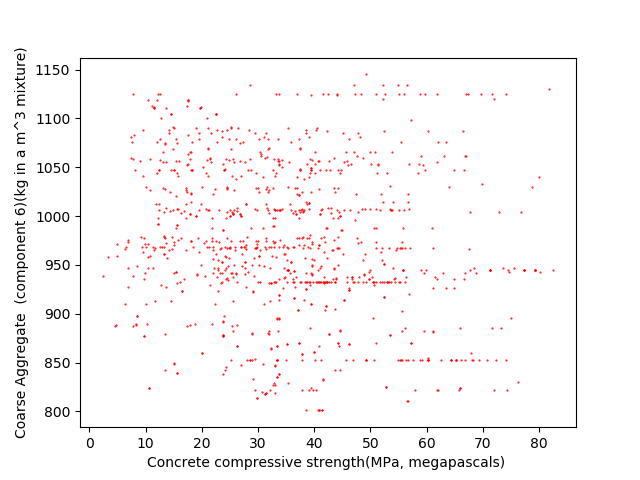 Coarse Aggregate  (component 6)(kg in a m^3 mixture)
1150
1100
1050
1000
950
900
850
800
0 10 20 30 40 50 60 70 80
Concrete compressive strength(MPa, megapascals)